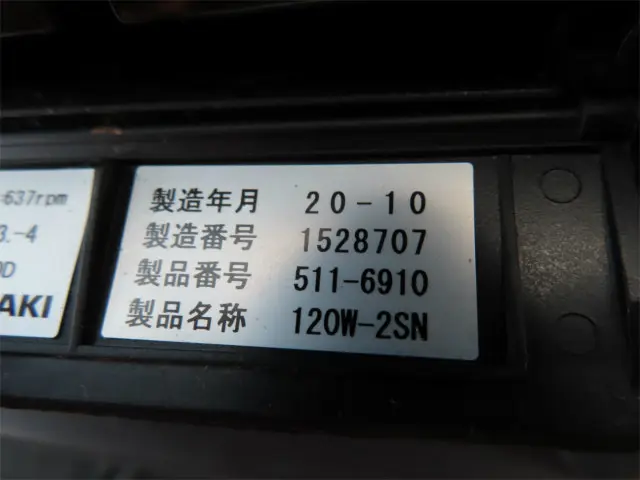 -637rpm
3.-4
0D
AKI
製造年月 20-10
製造番号 1528707
製品番号 511-6910
製品名称 120W-2SN